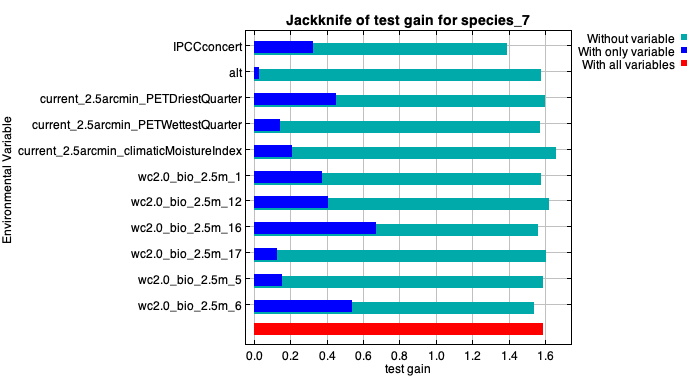 Jackknife of test gain for species_7
Without variable
With only variable
With all variables
Environmental Variable
IPCCconcert
alt
current_2.5arcmin_PETDriestQuarter
current_2.5arcmin_PETWettestQuarter
current_2.5arcmin_climaticMoistureIndex
wc2.0_bio_2.5m_1
wc2.0_bio_2.5m_12
wc2.0_bio_2.5m_16
wc2.0_bio_2.5m_17
wc2.0_bio_2.5m_5
wc2.0_bio_2.5m_6
0.0 0.2 0.4 0.6 0.8 1.0 1.2 1.4 1.6
test gain